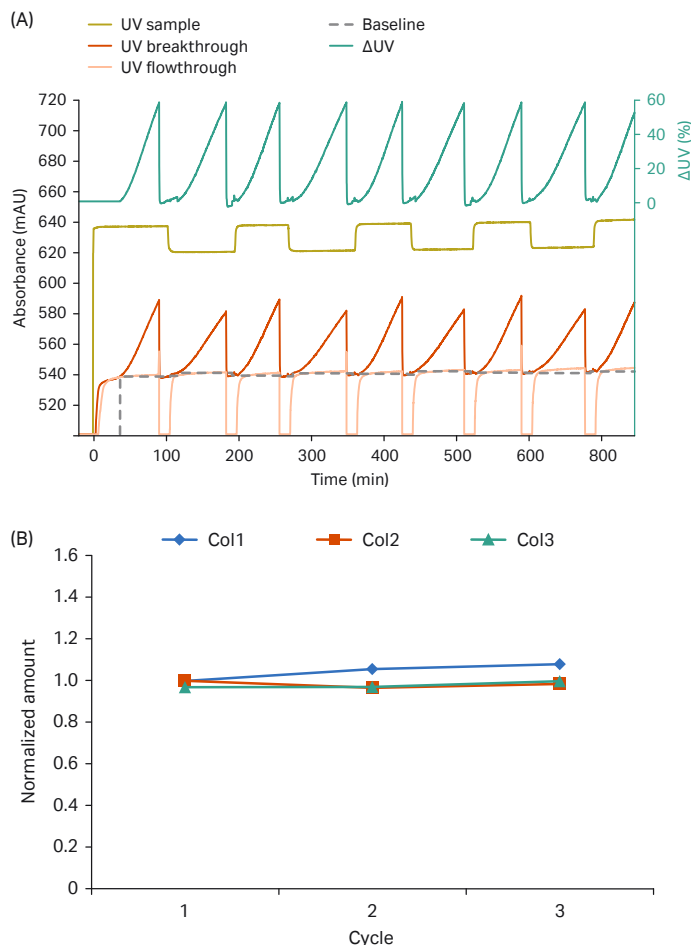 (A)
UV sample
UV breakthrough
UV flowthrough
Baseline
ΔUV
Absorbance (mAU)
720
700
680
660
640
620
600
580
560
540
520
60
40
20
0
ΔUV (%)
0 100 200 300 400 500 600 700 800
Time (min)
(B)
Col1 Col2 Col3
Normalized amount
1.6
1.4
1.2
1.0
0.8
0.6
0.4
0.2
0
1 2 3
Cycle